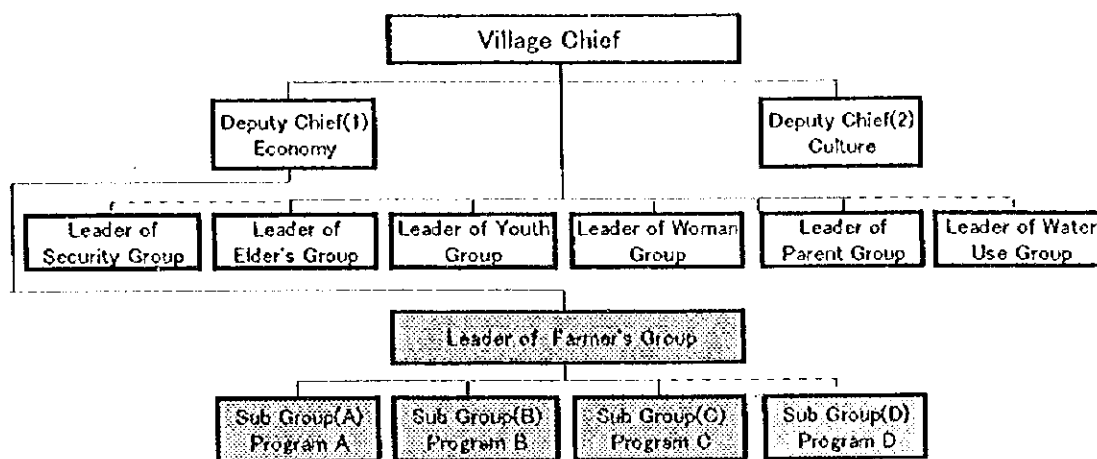 Village Chief
Deputy Chief(1)
Economy
Deputy Chief(2)
Culture
Leader of
Security Group
Leader of
Elder's Group
Leader of Youth
Group
Leader of Woman
Group
Leader of
Parent Group
Leader of Water
Use Group
Leader of Farmer's Group
Sub Group(A)
Program A
Sub Group(B)
Program B
Sub Group(C)
Program C
Sub Group(D)
Program D